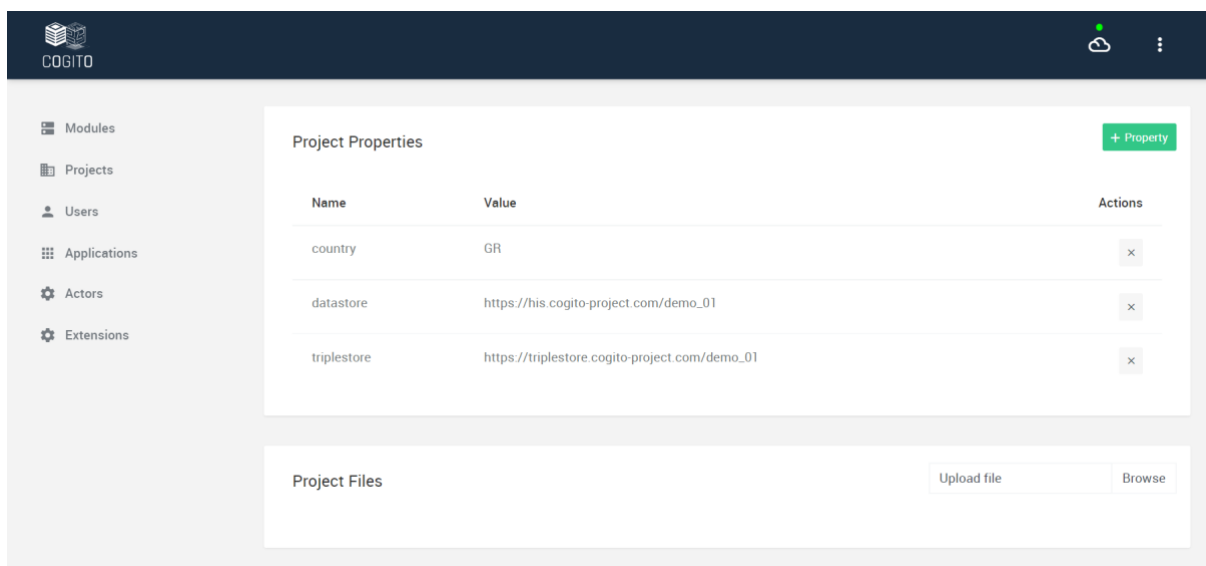 COGITO
Modules
Projects
Users
Applications
Actors
Extensions
Project Properties
+ Property
Name Value Actions
country GR ×
datastore https://his.cogito-project.com/demo_01 ×
triplestore https://triplestore.cogito-project.com/demo_01 ×
Project Files
Upload file Browse